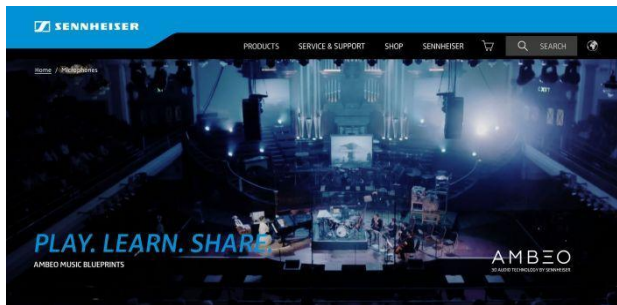 SENNHEISER
PRODUCTS SERVICE & SUPPORT SHOP SENNHEISER SEARCH
Home / Microphones
EXIT
PLAY. LEARN. SHARE.
AMBEO MUSIC BLUEPRINTS
AMBEO
3D AUDIO TECHNOLOGY BY SENNHEISER